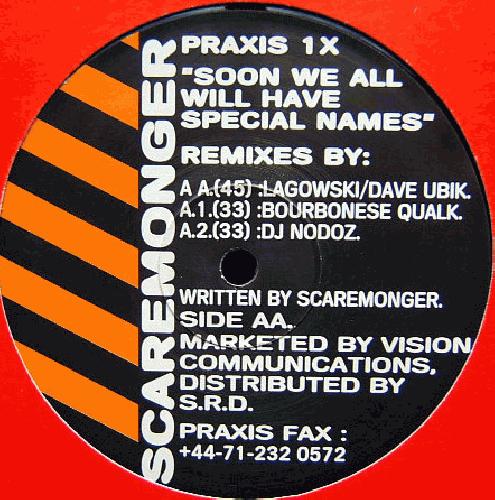 SCAREMONGER
PRAXIS 1X
"SOON WE ALL
WILL HAVE
SPECIAL NAMES"
REMIXES BY:
A A.(45) :LAGOWSKI/DAVE UBIK.
A.1.(33) :BOURBONESE QUALK.
A.2.(33) :DJ NODOZ.
WRITTEN BY SCAREMONGER.
SIDE AA.
MARKETED BY VISION
COMMUNICATIONS,
DISTRIBUTED BY
S.R.D.
PRAXIS FAX :
+44-71-232 0572